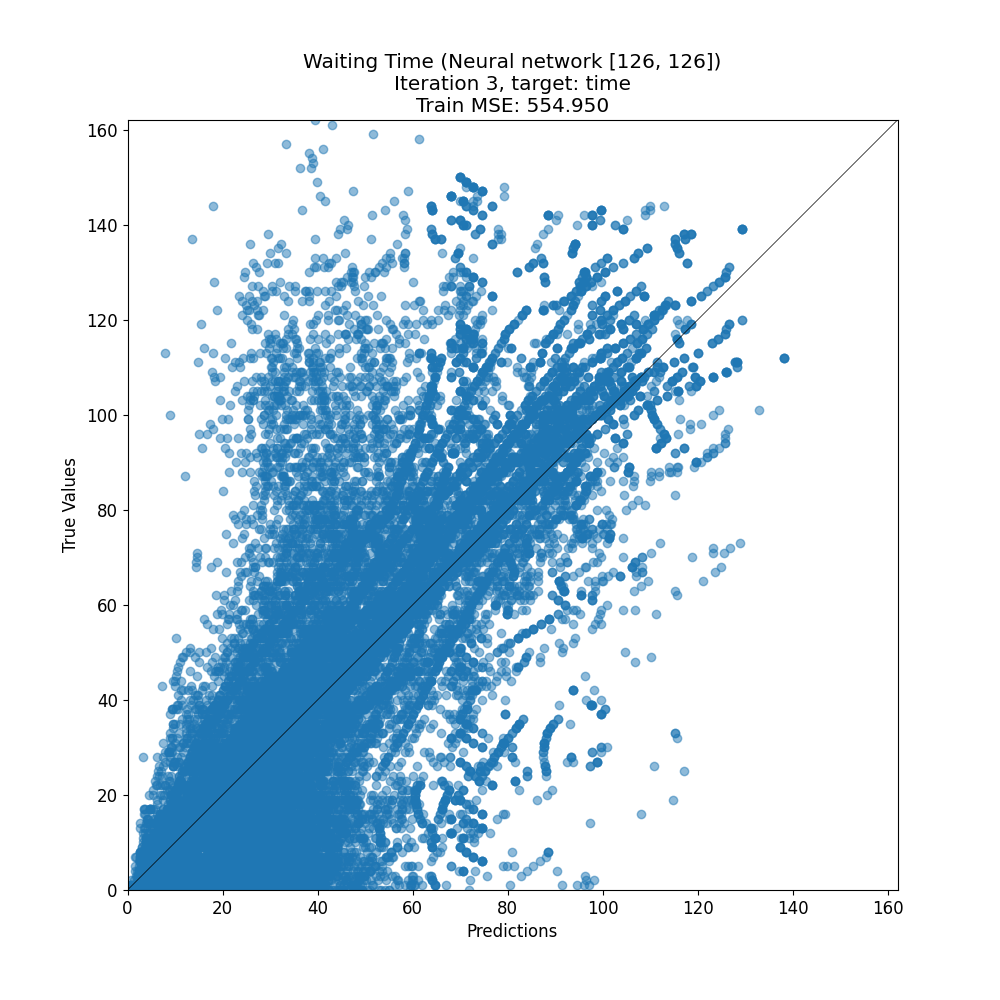 Waiting Time (Neural network [126, 126])
Iteration 3, target: time
Train MSE: 554.950
160
140
120
100
80
60
40
20
0
True Values
0 20 40 60 80 100 120 140 160
Predictions